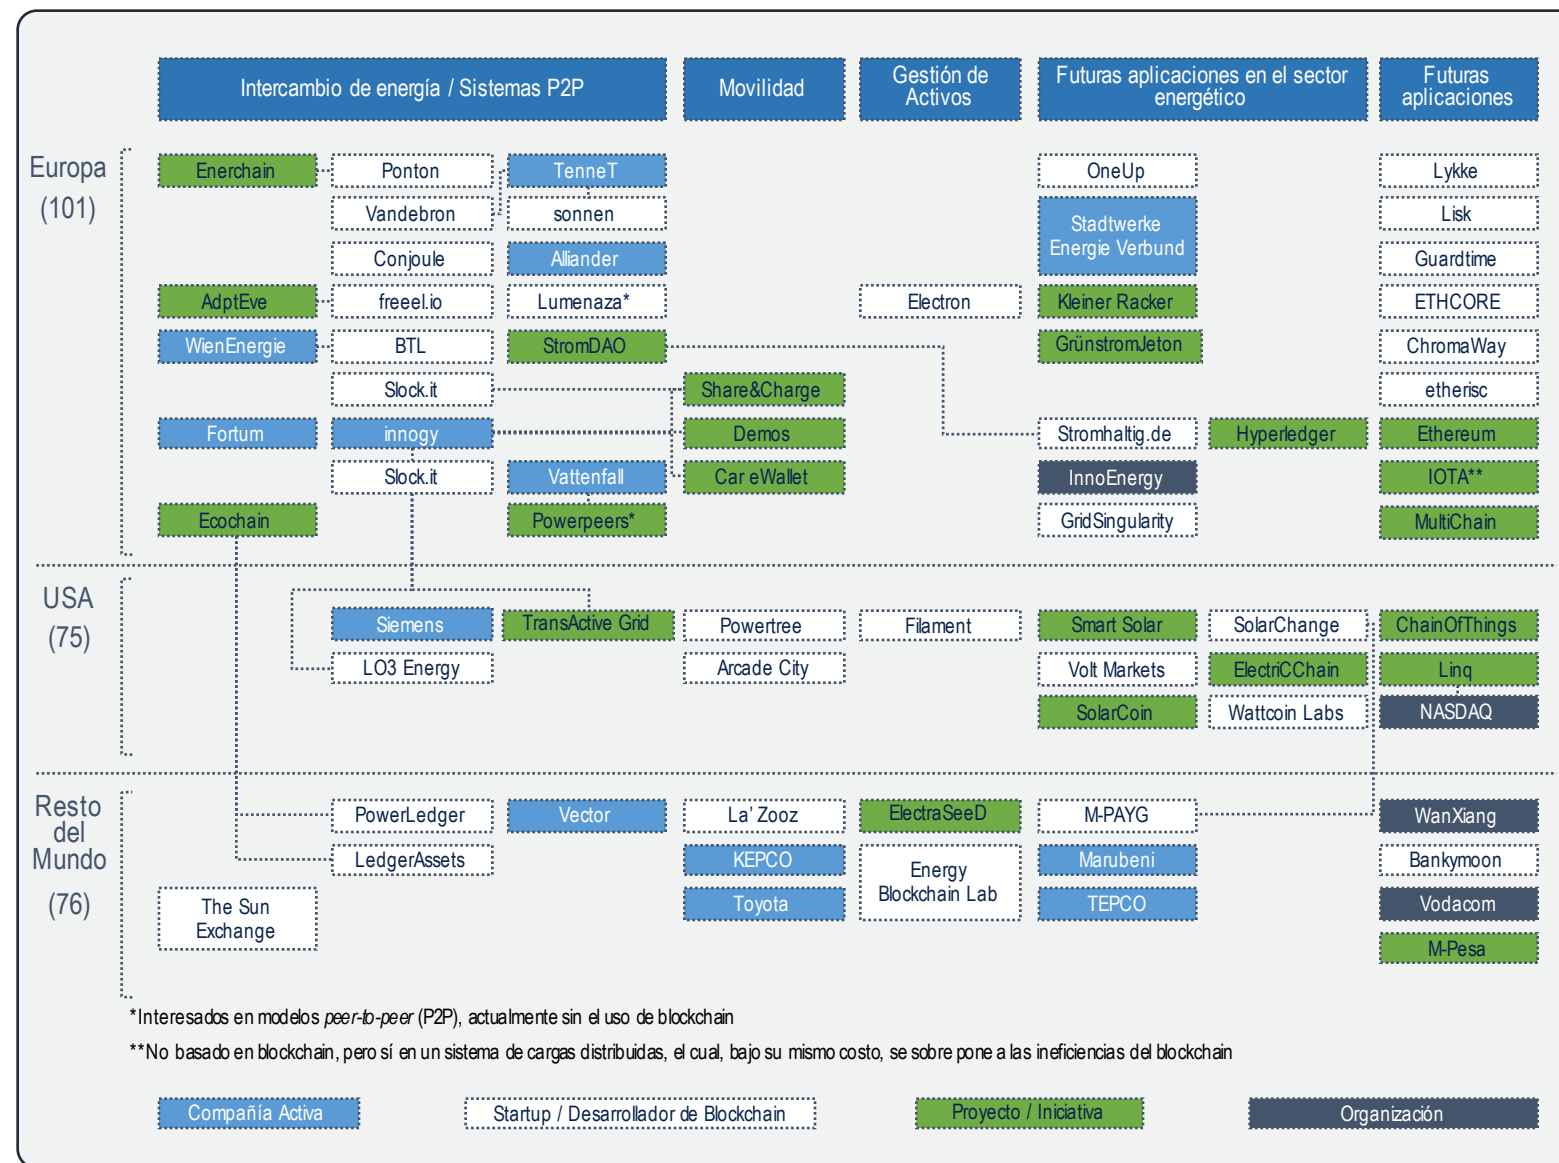 Intercambio de energía / Sistemas P2P
Movilidad
Gestión de
Activos
Futuras aplicaciones en el sector
energético
Futuras
aplicaciones
Europa
(101)
Enerchain
Ponton
TenneT
OneUp
Lykke
Vandebron
sonnen
Stadtwerke
Energie Verbund
Lisk
Conjoule
Alliander
Guardtime
AdptEve
freeel.io
Lumenaza*
Electron
Kleiner Racker
ETHCORE
WienEnergie
BTL
StromDAO
GrünstromJeton
ChromaWay
Slock.it
Share&Charge
etherisc
Fortum
innogy
Demos
Stromhaltig.de
Hyperledger
Ethereum
Slock.it
Vattenfall
Car eWallet
InnoEnergy
IOTA**
Ecochain
Powerpeers*
GridSingularity
MultiChain
USA
(75)
Siemens
TransActive Grid
Powertree
Filament
Smart Solar
SolarChange
ChainOfThings
LO3 Energy
Arcade City
Volt Markets
ElectriCChain
Linq
SolarCoin
Wattcoin Labs
NASDAQ
Resto
del
Mundo
(76)
PowerLedger
Vector
La' Zooz
ElectraSeeD
M-PAYG
WanXiang
LedgerAssets
KEPCO
Energy
Blockchain Lab
Marubeni
Bankymoon
The Sun
Exchange
Toyota
TEPCO
Vodacom
M-Pesa
*Interesados en modelos peer-to-peer (P2P), actualmente sin el uso de blockchain
**No basado en blockchain, pero sí en un sistema de cargas distribuidas, el cual, bajo su mismo costo, se sobre pone a las ineficiencias del blockchain
Compañía Activa
Startup / Desarrollador de Blockchain
Proyecto / Iniciativa
Organización